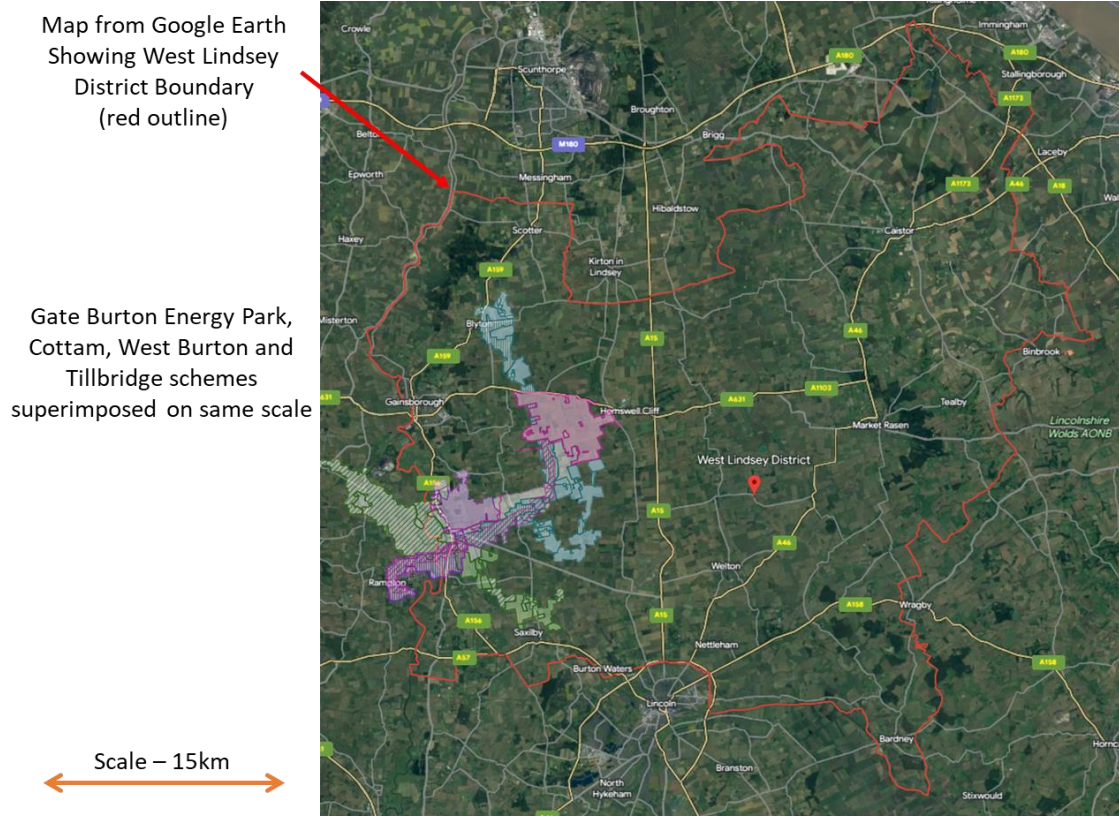 Map from Google Earth
Showing West Lindsey
District Boundary
(red outline)
Gate Burton Energy Park,
Cottam, West Burton and
Tillbridge schemes
superimposed on same scale
Scale – 15km
Crowle
Immingham
A180
A180
Scunthorpe
Stallingborough
A1173
Broughton
Brigg
M180
Laceby
Epworth
Messingham
A1173
A46
A18
Hibaldstow
Scotter
Caistor
Haxey
Kirton in
Lindsey
A159
Misterton
Blyton
A46
A15
Binbrook
A159
A631
A1103
Gainsborough
Hemswell Cliff
Tealby
Market Rasen
Lincolnshire
Wolds AONB
West Lindsey District
A15
A46
Welton
Rampton
A158
Wragby
A156
A15
Saxilby
Nettleham
A57
A158
Burton Waters
Lincoln
Bardney
Branston
North
Hykeham
Stixwould